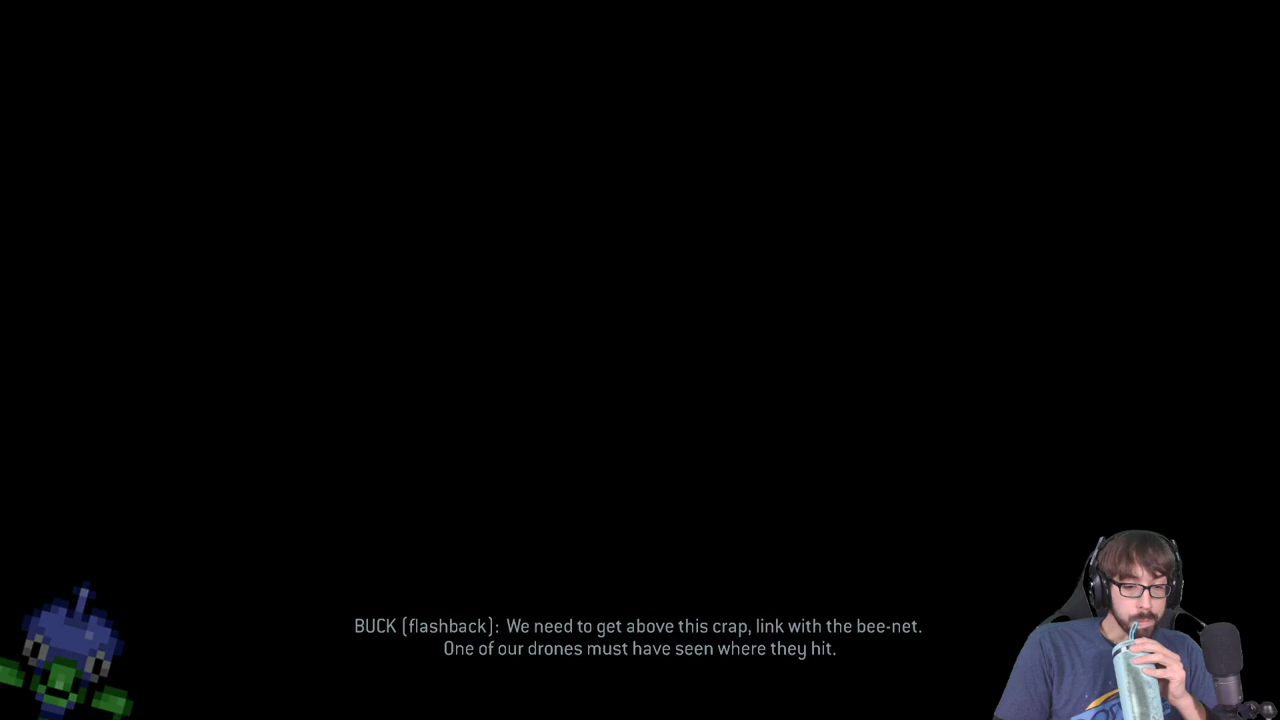 BUCK (flashback): We need to get above this crap, link with the bee-net.
One of our drones must have seen where they hit.